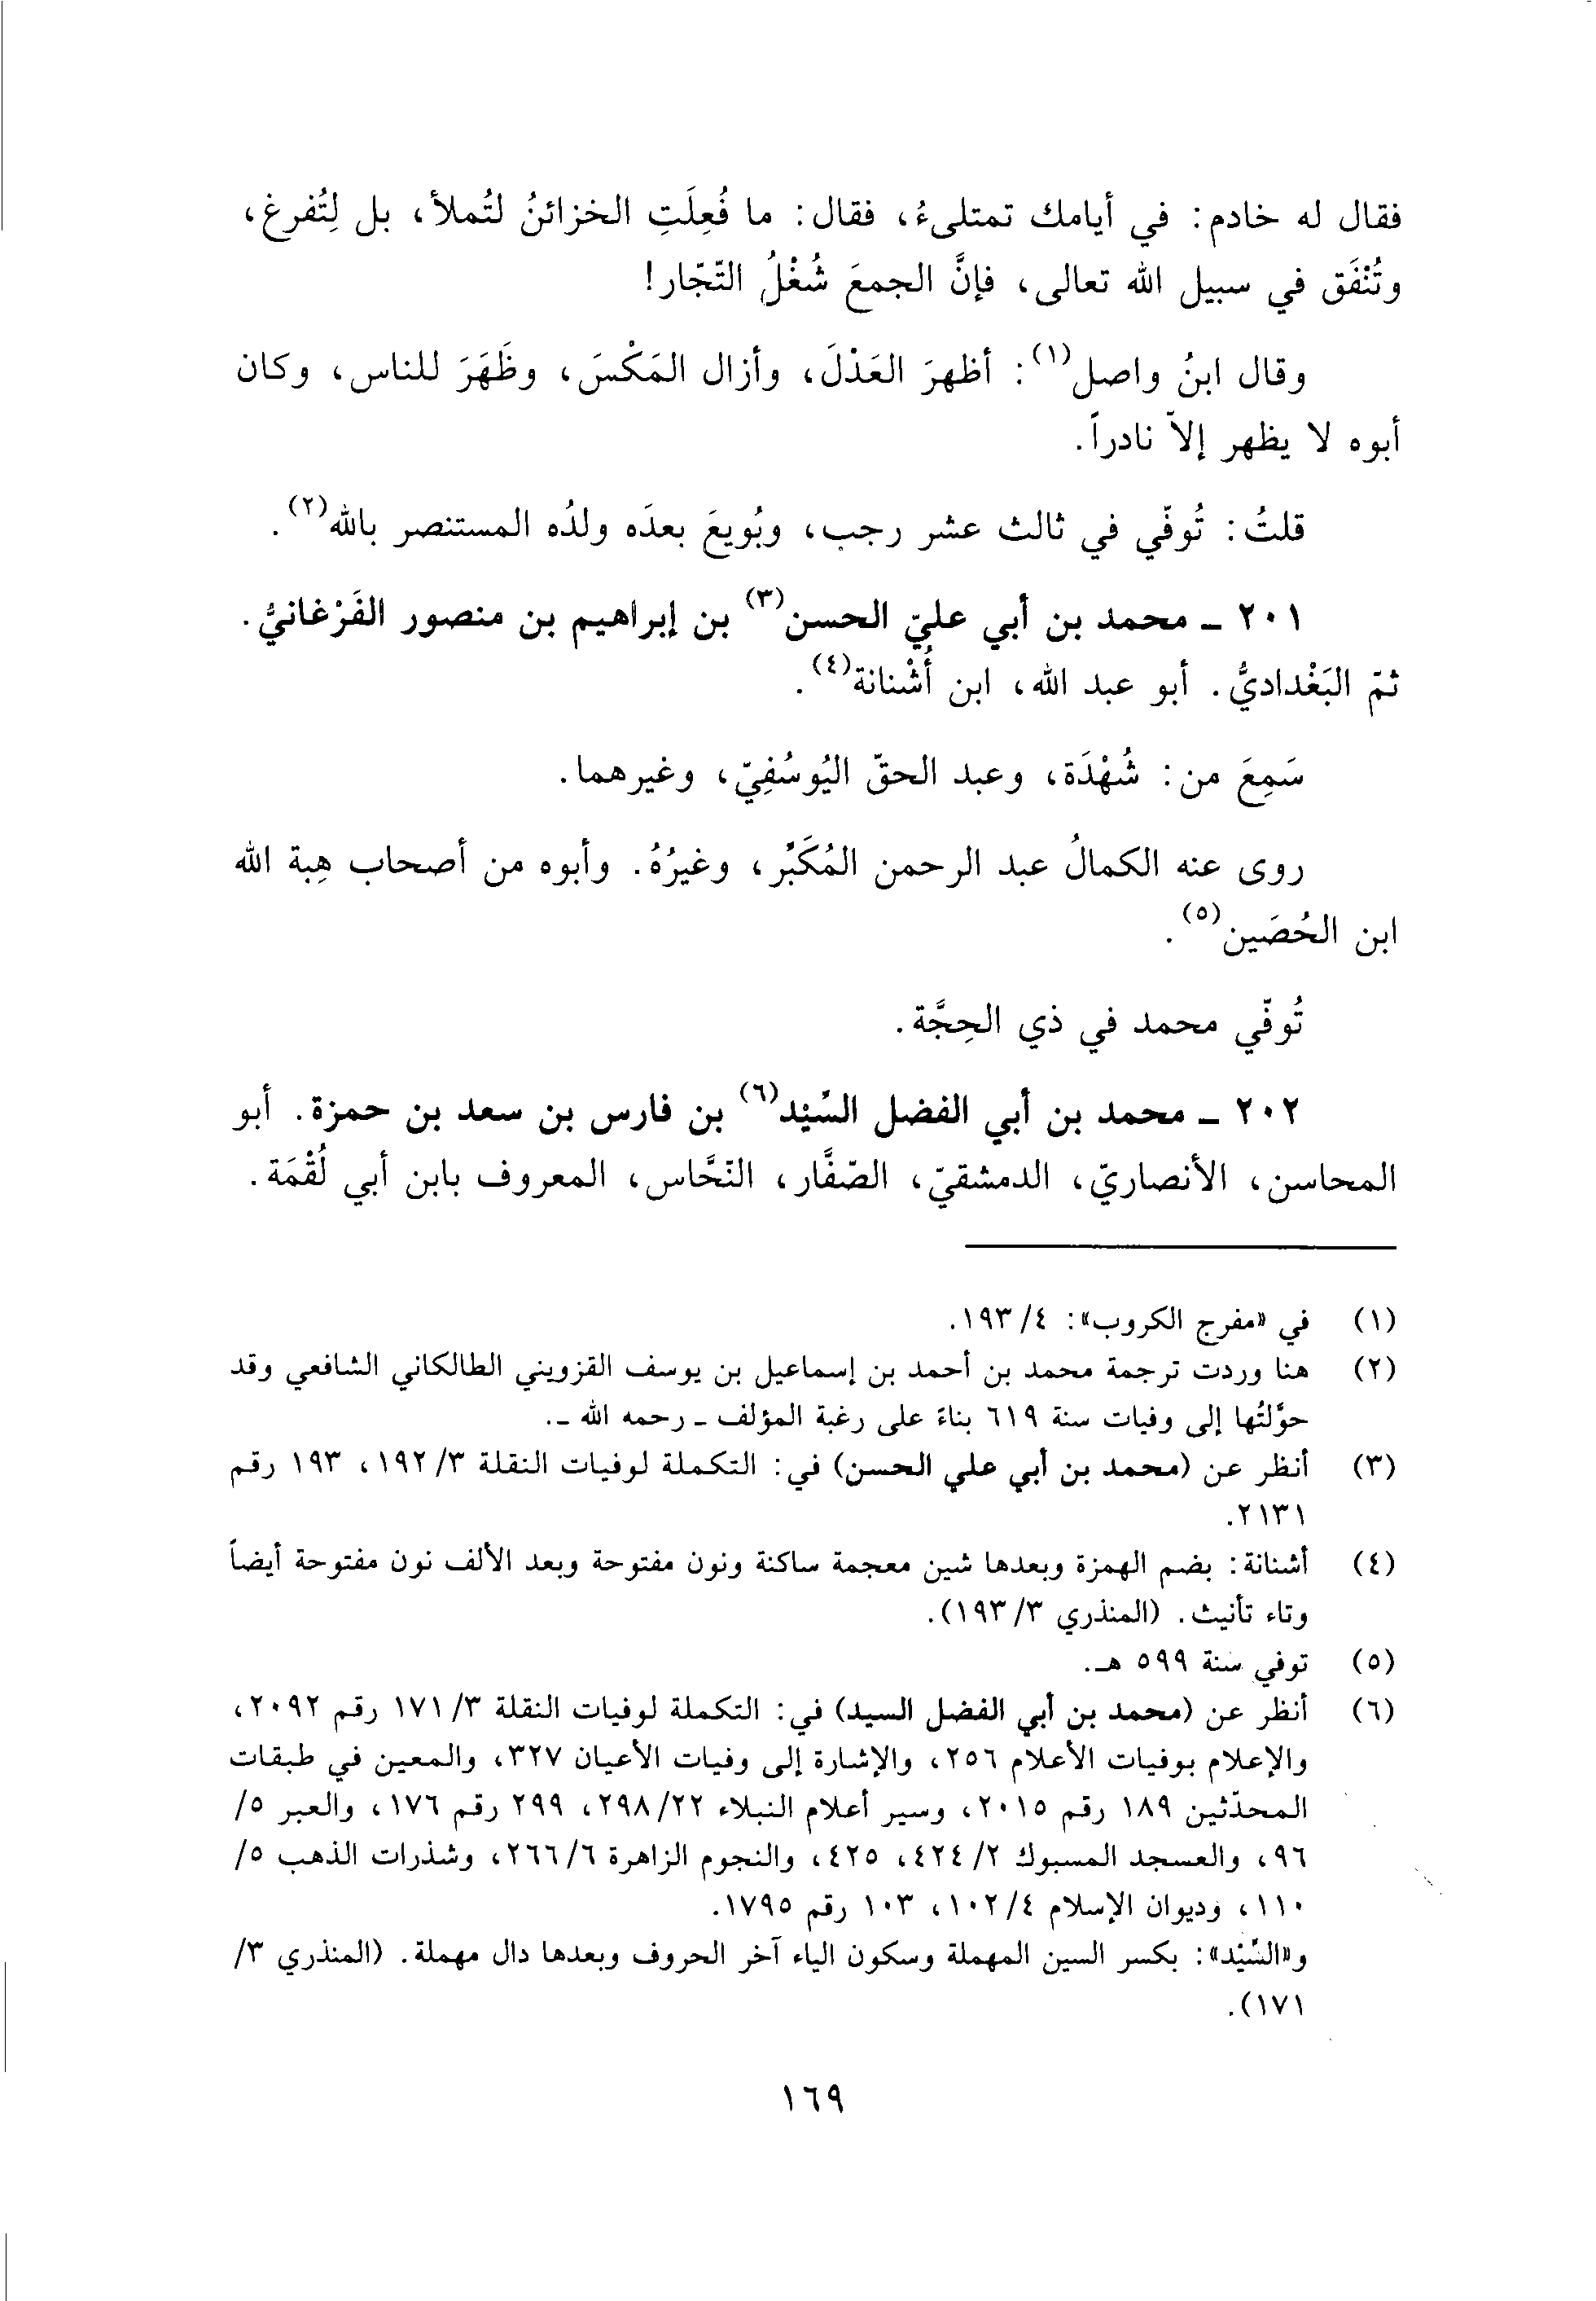 فقال له خادم: في أيامك تمتلىءُ، فقال: ما فُعِلَتِ الخزائنُ لتُملأ، بل لِتُفرغ،
وتُنْفَق في سبيل الله تعالى، فإنَّ الجمعَ شُغْلُ التّجّار!
وقال ابنُ واصل(١): أظهرَ العَدْلَ، وأزال المَكْسَ، وظَهَرَ للناس، وكان
أبوه لا يظهر إلاّ نادراً.
قلتُ: تُوفّي في ثالث عشر رجب، وبُويعَ بعدَه ولدُه المستنصر بالله(٢).
٢٠١ ـ محمد بن أبي عليّ الحسن(٣) بن إبراهيم بن منصور الفَرْغانيُّ.
ثمّ البَغْداديُّ. أبو عبد الله، ابن أُشْنانة(٤).
سَمِعَ من: شُهْدَة، وعبد الحقّ اليُوسُفِيّ، وغيرهما.
روى عنه الكمالُ عبد الرحمن المُكَبِّر، وغيرُهُ. وأبوه من أصحاب هِبة الله
ابن الحُصَين(٥).
تُوفّي محمد في ذي الحِجَّة.
٢٠٢ ـ محمد بن أبي الفضل السِّيْد(٦) بن فارس بن سعد بن حمزة. أبو
المحاسن، الأنصاريّ، الدمشقيّ، الصّفَّار، النّحَّاس، المعروف بابن أبي لُقْمَة.
(١) في «مفرج الكروب»: ٤/ ١٩٣.
(٢) هنا وردت ترجمة محمد بن أحمد بن إسماعيل بن يوسف القزويني الطالكاني الشافعي وقد
حوَّلتُها إلى وفيات سنة ٦١٩ بناءً على رغبة المؤلف ـ رحمه الله ـ.
(٣) أنظر عن (محمد بن أبي علي الحسن) في: التكملة لوفيات النقلة ٣/ ١٩٢، ١٩٣ رقم
٢١٣١.
(٤) أشنانة: بضم الهمزة وبعدها شين معجمة ساكنة ونون مفتوحة وبعد الألف نون مفتوحة أيضاً
وتاء تأنيث. (المنذري ٣/ ١٩٣).
(٥) توفي سنة ٥٩٩ هـ.
(٦) أنظر عن (محمد بن أبي الفضل السيد) في: التكملة لوفيات النقلة ٣/ ١٧١ رقم ٢٠٩٢،
والإعلام بوفيات الأعلام ٢٥٦، والإشارة إلى وفيات الأعيان ٣٢٧، والمعين في طبقات
المحدّثين ١٨٩ رقم ٢٠١٥، وسير أعلام النبلاء ٢٢/ ٢٩٨، ٢٩٩ رقم ١٧٦، والعبر ٥/
٩٦، والعسجد المسبوك ٢/ ٤٢٤، ٤٢٥، والنجوم الزاهرة ٦/ ٢٦٦، وشذرات الذهب ٥/
١١٠، وديوان الإسلام ٤/ ١٠٢، ١٠٣ رقم ١٧٩٥.
و«السِّيْد»: بكسر السين المهملة وسكون الياء آخر الحروف وبعدها دال مهملة. (المنذري ٣/
١٧١).
١٦٩